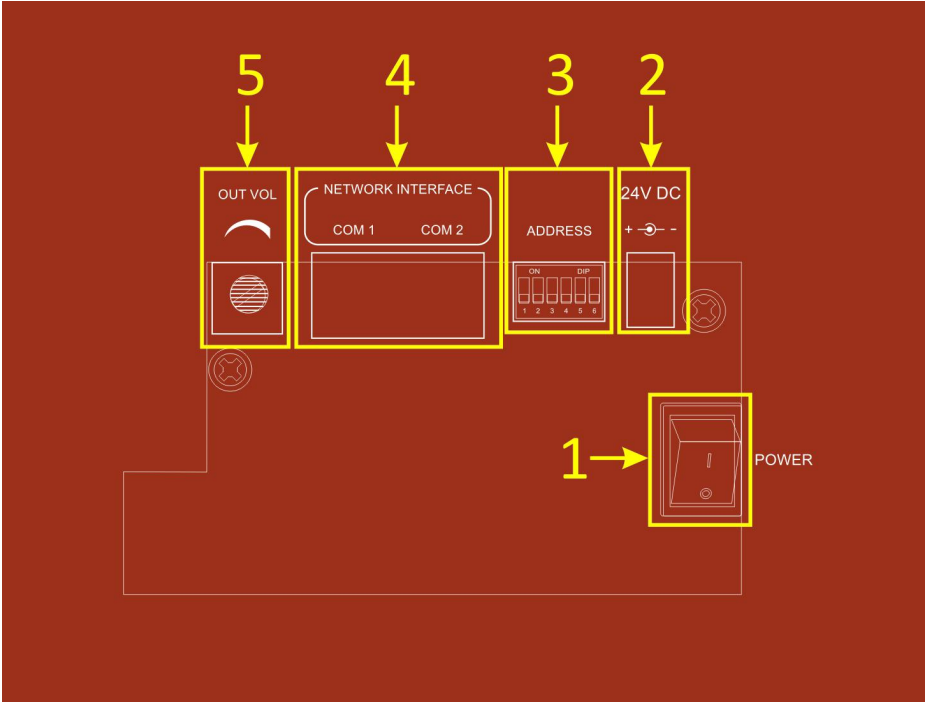 5 4 3 2
OUT VOL
NETWORK INTERFACE
COM 1 COM 2
ADDRESS
24V DC
+ -
ON DIP
1 2 3 4 5 6
1
POWER